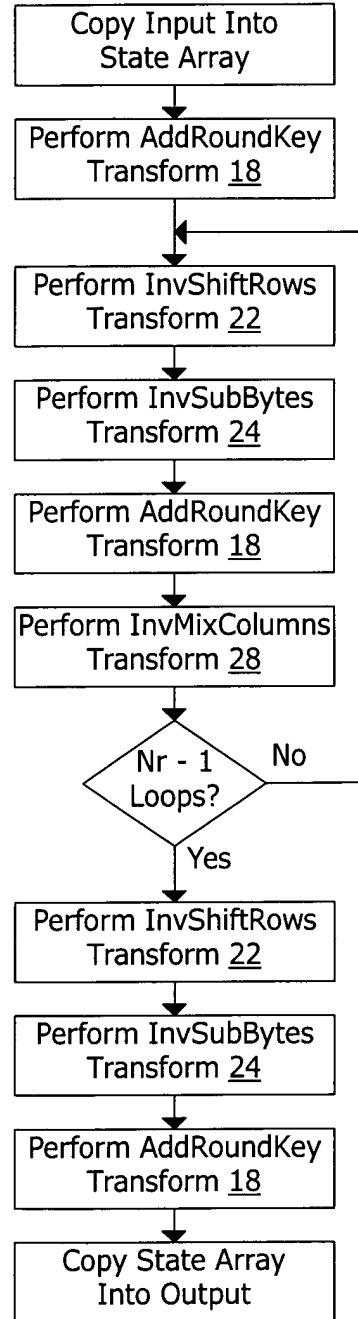 Copy Input Into
State Array
Perform AddRoundKey
Transform 18
Perform InvShiftRows
Transform 22
Perform InvSubBytes
Transform 24
Perform AddRoundKey
Transform 18
Perform InvMixColumns
Transform 28
Nr - 1
Loops?
No
Yes
Perform InvShiftRows
Transform 22
Perform InvSubBytes
Transform 24
Perform AddRoundKey
Transform 18
Copy State Array
Into Output